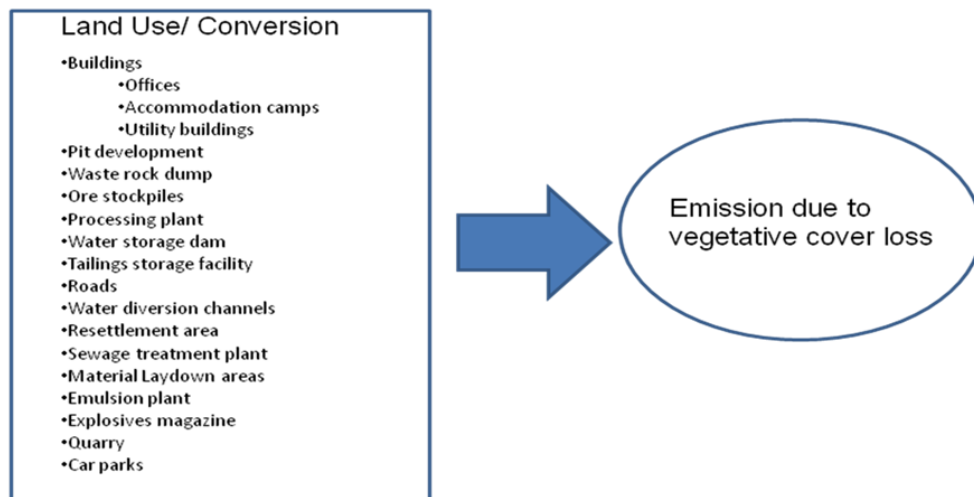 Land Use/ Conversion
•Buildings
•Offices
•Accommodation camps
•Utility buildings
•Pit development
•Waste rock dump
•Ore stockpiles
•Processing plant
•Water storage dam
•Tailings storage facility
•Roads
•Water diversion channels
•Resettlement area
•Sewage treatment plant
•Material Laydown areas
•Emulsion plant
•Explosives magazine
•Quarry
•Car parks
Emission due to
vegetative cover loss